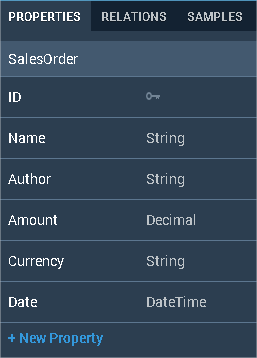 PROPERTIES RELATIONS SAMPLES
SalesOrder
ID
Name String
Author String
Amount Decimal
Currency String
Date DateTime
+ New Property